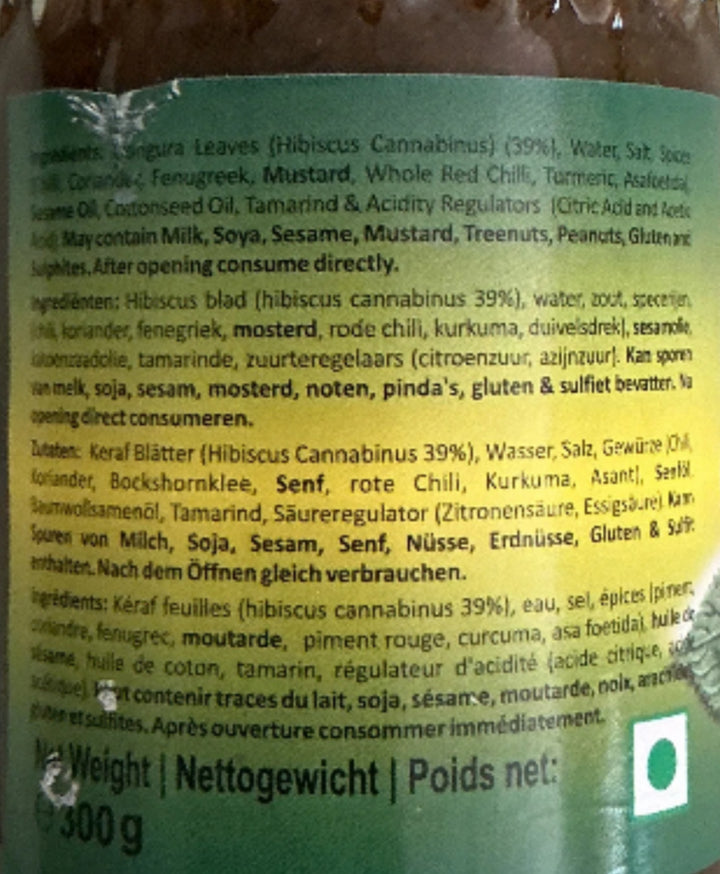 Ingredients: Gongura Leaves (Hibiscus Cannabinus) (39%), Water, Salt, Spices
Coriander, Fenugreek, Mustard, Whole Red Chilli, Turmeric, Asafoetida),
Sesame Oil, Cottonseed Oil, Tamarind & Acidity Regulators (Citric Acid and Acetic
Acid). May contain Milk, Soya, Sesame, Mustard, Treenuts, Peanuts, Gluten and
Sulphites. After opening consume directly.
Ingrediënten: Hibiscus blad (hibiscus cannabinus 39%), water, zout, specerijen,
koriander, fenegriek, mosterd, rode chili, kurkuma, duivelsdrek), sesamolie,
katoenzaadolie, tamarinde, zuurteregelaars (citroenzuur, azijnzuur). Kan sporen
van melk, soja, sesam, mosterd, noten, pinda's, gluten & sulfiet bevatten. Na
opening direct consumeren.
Zutaten: Keraf Blätter (Hibiscus Cannabinus 39%), Wasser, Salz, Gewürze (Chili,
Koriander, Bockshornklee, Senf, rote Chili, Kurkuma, Asant), Senföl,
Baumwollsamenöl, Tamarind, Säureregulator (Zitronensäure, Essigsäure). Kann
Spuren von Milch, Soja, Sesam, Senf, Nüsse, Erdnüsse, Gluten & Sulfit
enthalten. Nach dem Öffnen gleich verbrauchen.
Ingrédients: Kéraf feuilles (hibiscus cannabinus 39%), eau, sel, épices (piment,
coriandre, fenugrec, moutarde, piment rouge, curcuma, asa foetida), huile de
sésame, huile de coton, tamarin, régulateur d'acidité (acide citrique, acide
acétique). Peut contenir traces du lait, soja, sésame, moutarde, noix, arachides
gluten et sulfites. Après ouverture consommer immédiatement.
Net Weight | Nettogewicht | Poids net:
℮ 300 g